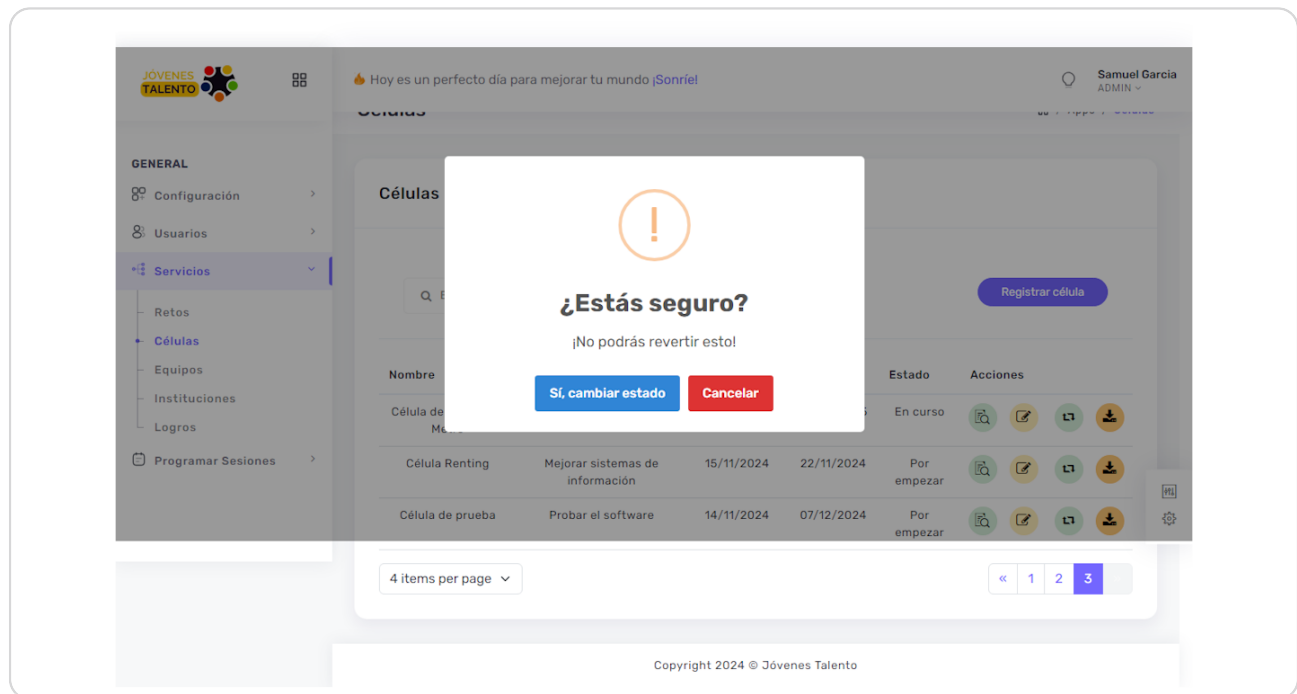 JÓVENES
TALENTO
Hoy es un perfecto día para mejorar tu mundo ¡Sonríe!
Samuel Garcia
ADMIN
Células
GENERAL
Configuración
Usuarios
Servicios
Retos
Células
Equipos
Instituciones
Logros
Programar Sesiones
Células
Registrar célula
¿Estás seguro?
¡No podrás revertir esto!
Sí, cambiar estado
Cancelar
Nombre Estado Acciones
Célula de En curso
Célula Renting Mejorar sistemas de información 15/11/2024 22/11/2024 Por empezar
Célula de prueba Probar el software 14/11/2024 07/12/2024 Por empezar
4 items per page
« 1 2 3
Copyright 2024 © Jóvenes Talento